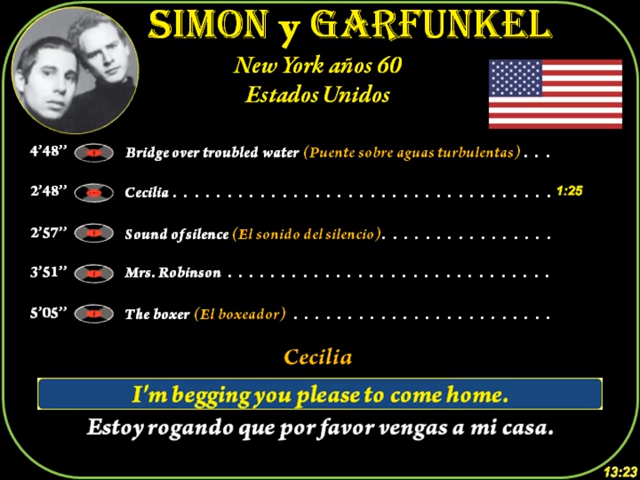 SIMON y GARFUNKEL
New York años 60
Estados Unidos
4’48’’ Bridge over troubled water (Puente sobre aguas turbulentas) . . .
2’48’’ Cecilia . . . . . . . . . . . . . . . . . . . . . . . . . . . . . . . . . . . 1:25
2’57’’ Sound of silence (El sonido del silencio). . . . . . . . . . . . . . . .
3’51’’ Mrs. Robinson . . . . . . . . . . . . . . . . . . . . . . . . . . . . . .
5’05’’ The boxer (El boxeador) . . . . . . . . . . . . . . . . . . . . . . . .
Cecilia
I'm begging you please to come home.
Estoy rogando que por favor vengas a mi casa.
13:23